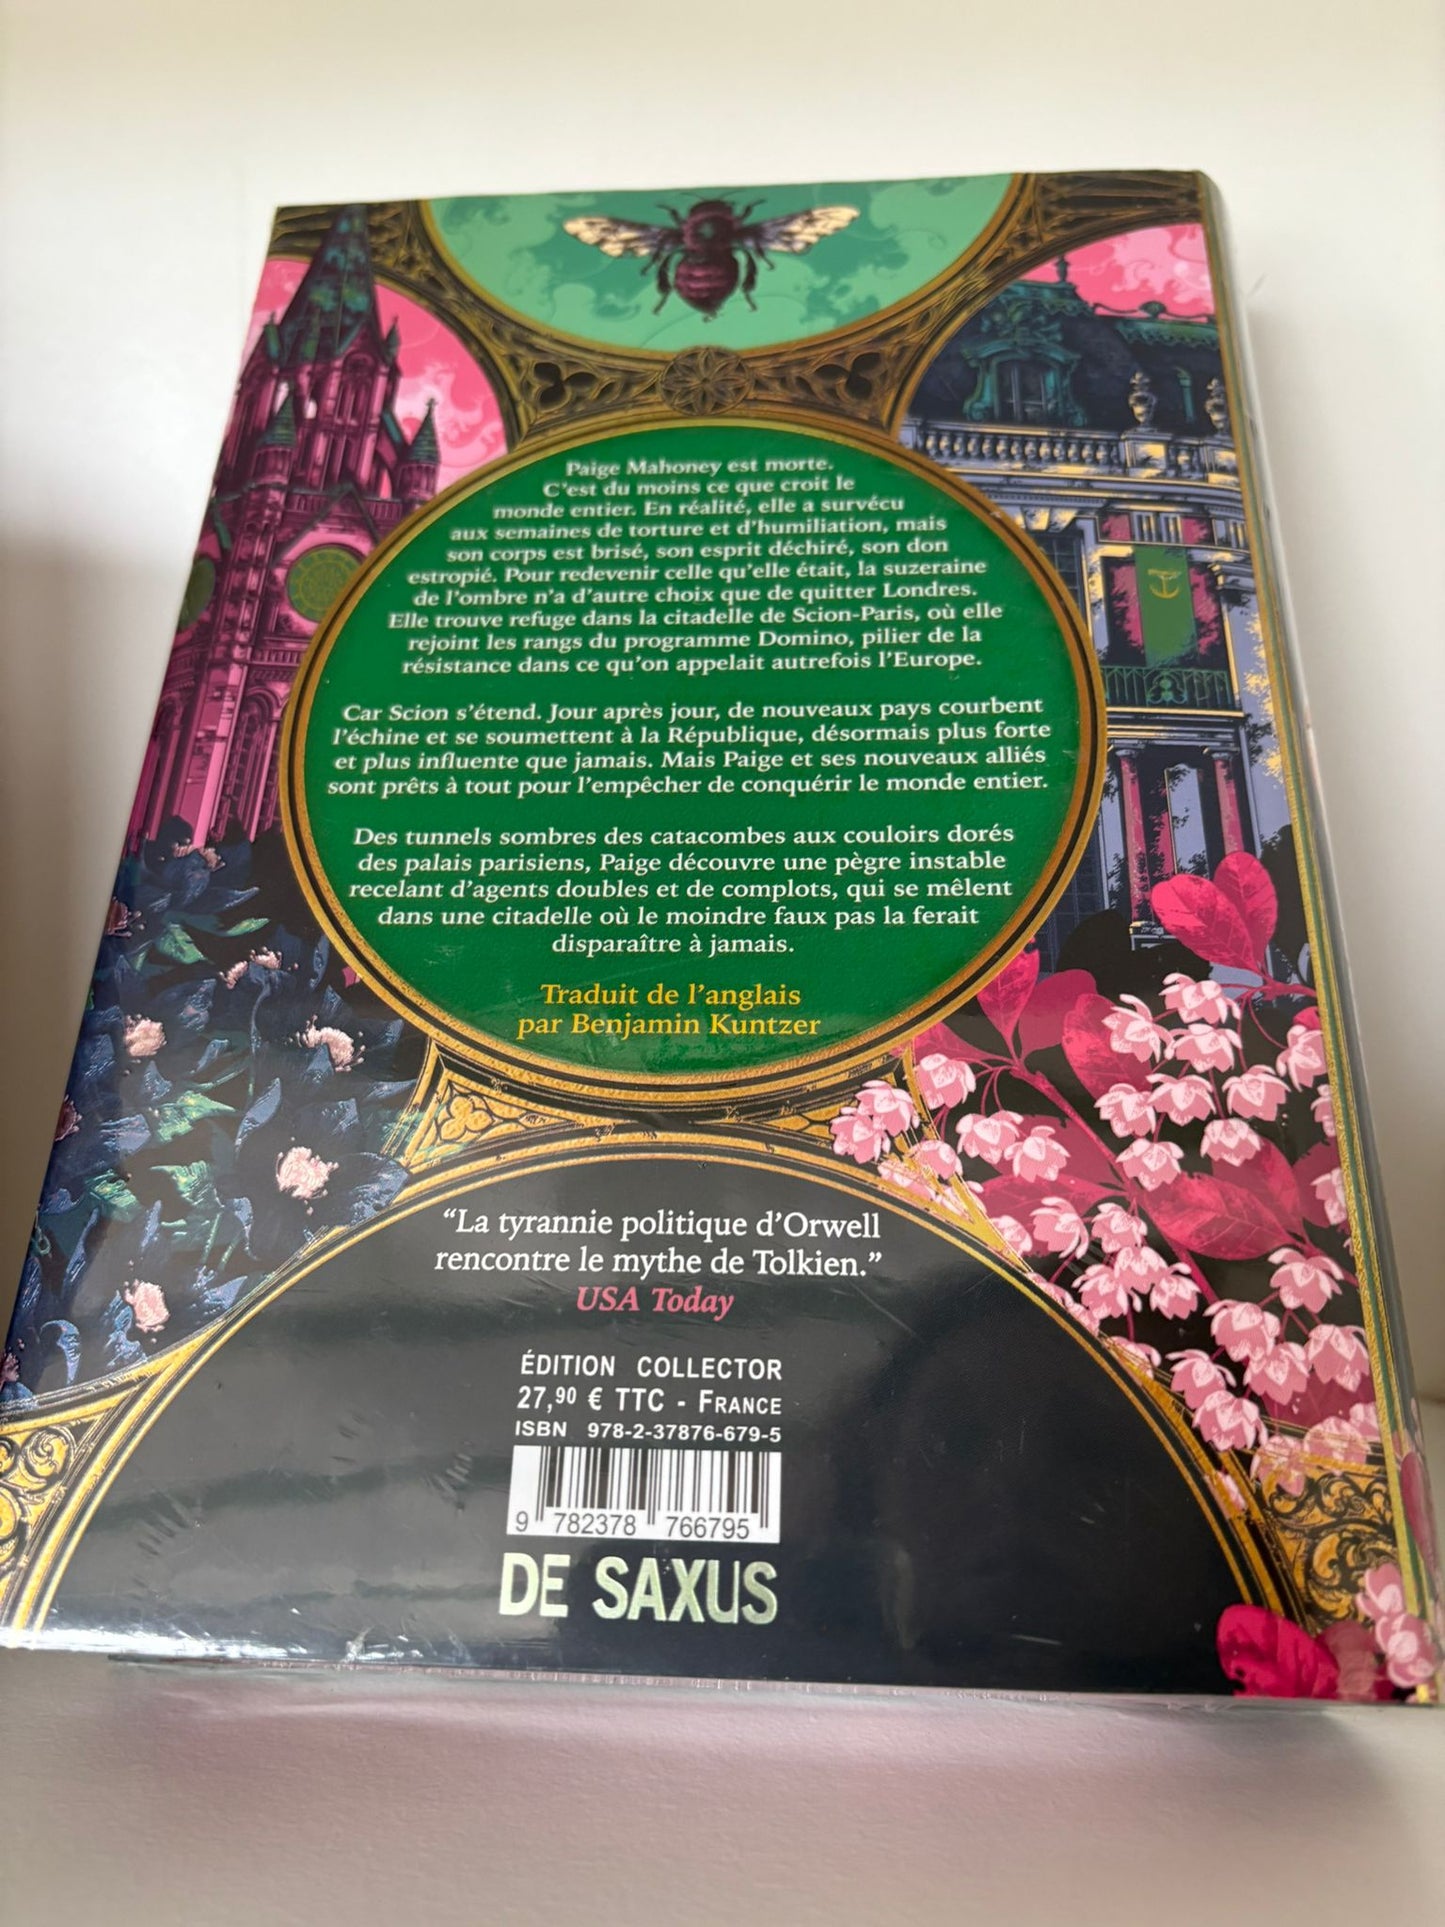 Paige Mahoney est morte.
C'est du moins ce que croit le
monde entier. En réalité, elle a survécu
aux semaines de torture et d'humiliation, mais
son corps est brisé, son esprit déchiré, son don
estropié. Pour redevenir celle qu'elle était, la suzeraine
de l'ombre n'a d'autre choix que de quitter Londres.
Elle trouve refuge dans la citadelle de Scion-Paris, où elle
rejoint les rangs du programme Domino, pilier de la
résistance dans ce qu'on appelait autrefois l'Europe.
Car Scion s'étend. Jour après jour, de nouveaux pays courbent
l'échine et se soumettent à la République, désormais plus forte
et plus influente que jamais. Mais Paige et ses nouveaux alliés
sont prêts à tout pour l'empêcher de conquérir le monde entier.
Des tunnels sombres des catacombes aux couloirs dorés
des palais parisiens, Paige découvre une pègre instable
recelant d'agents doubles et de complots, qui se mêlent
dans une citadelle où le moindre faux pas la ferait
disparaître à jamais.
Traduit de l'anglais
par Benjamin Kuntzer
“La tyrannie politique d'Orwell
rencontre le mythe de Tolkien.”
USA Today
ÉDITION COLLECTOR
27,90 € TTC - FRANCE
ISBN 978-2-37876-679-5
9 782378 766795
DE SAXUS